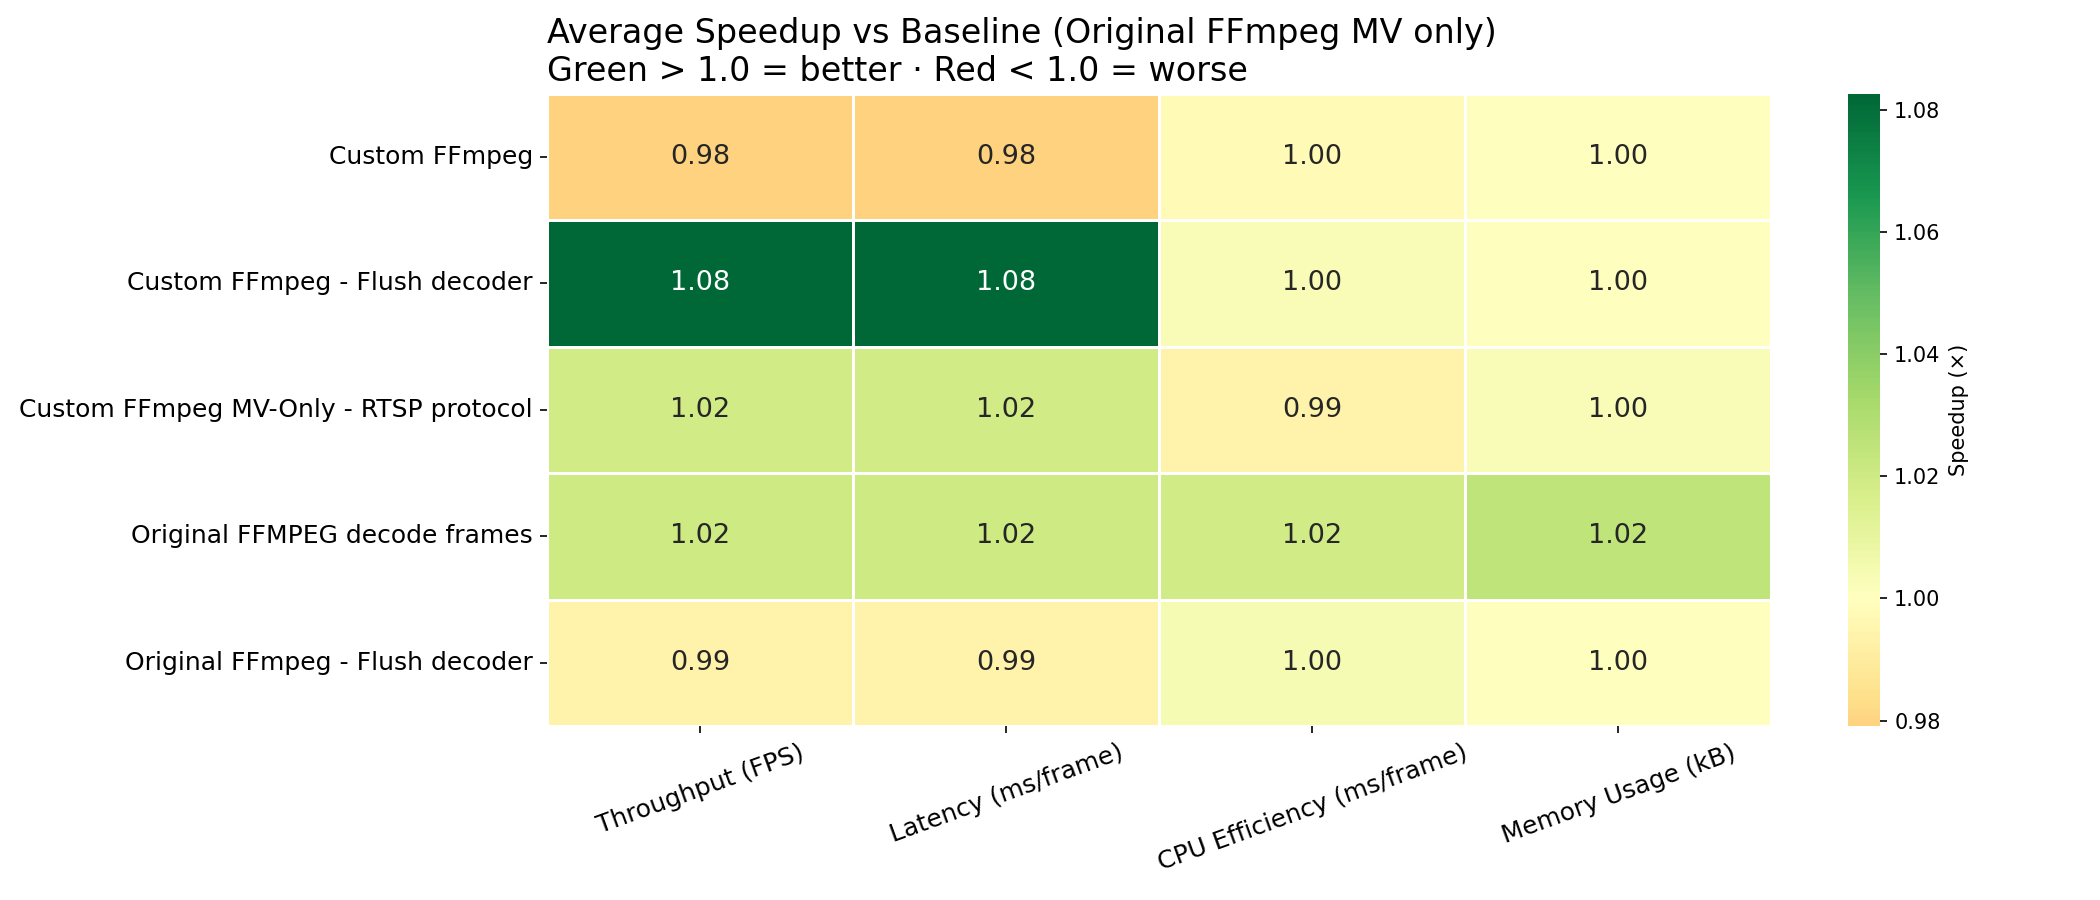 Average Speedup vs Baseline (Original FFmpeg MV only)
Green > 1.0 = better · Red < 1.0 = worse
Custom FFmpeg 0.98 0.98 1.00 1.00
Custom FFmpeg - Flush decoder 1.08 1.08 1.00 1.00
Custom FFmpeg MV-Only - RTSP protocol 1.02 1.02 0.99 1.00
Original FFMPEG decode frames 1.02 1.02 1.02 1.02
Original FFmpeg - Flush decoder 0.99 0.99 1.00 1.00
Throughput (FPS)
Latency (ms/frame)
CPU Efficiency (ms/frame)
Memory Usage (kB)
1.08
1.06
1.04
1.02
1.00
0.98
Speedup (×)